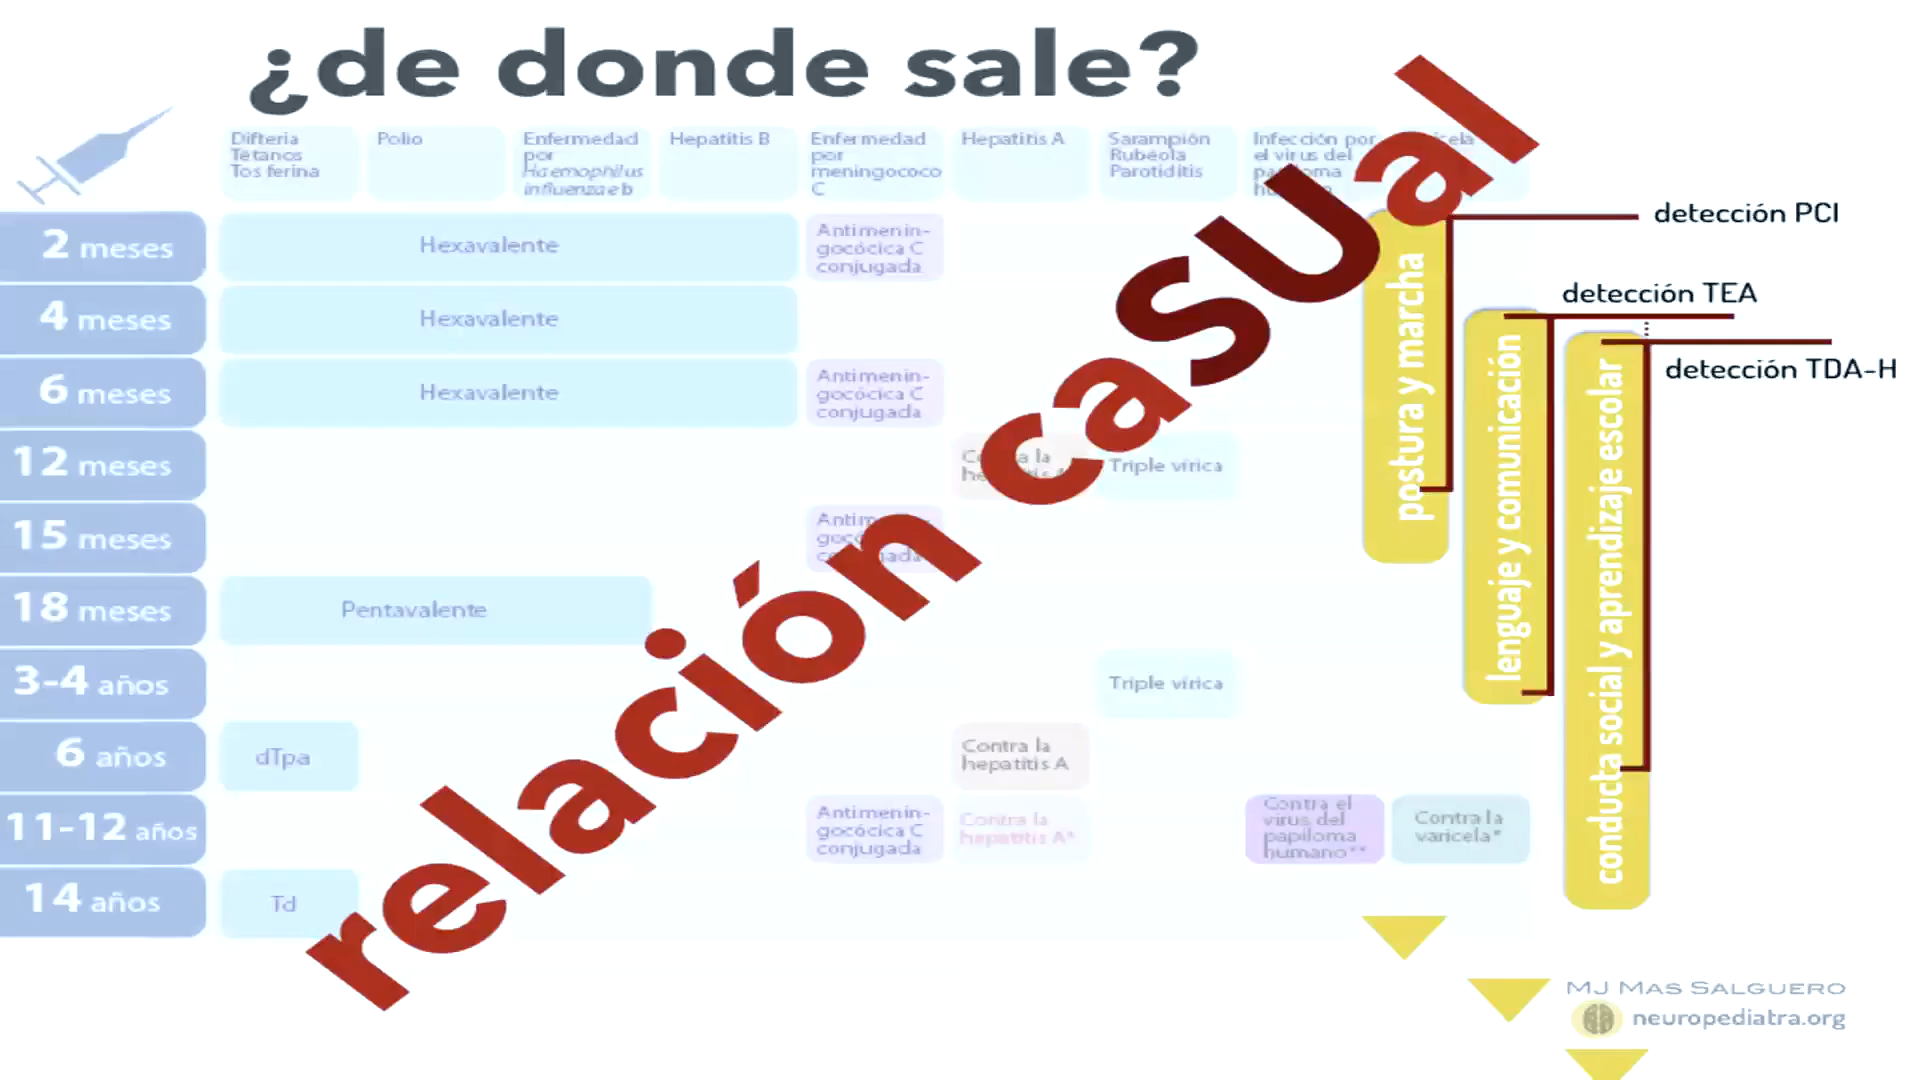 ¿de donde sale?
Difteria
Tétanos
Tos ferina
Polio
Enfermedad
por
Haemophilus
influenzae b
Hepatitis B
Enfermedad
por
meningococo
C
Hepatitis A
Sarampión
Rubéola
Parotiditis
Infección por
el virus del
2 meses
Hexavalente
Antimenin-
gocócica C
conjugada
4 meses
Hexavalente
6 meses
Hexavalente
Antimenin-
gocócica C
conjugada
12 meses
la
Triple vírica
15 meses
18 meses
Pentavalente
3-4 años
Triple vírica
6 años
dTpa
Contra la
hepatitis A
11-12 años
Antimenin-
gocócica C
conjugada
Contra la
hepatitis A*
Contra el
virus del
papiloma
humano**
Contra la
varicela*
14 años
Td
relación caSUal
postura y marcha
lenguaje y comunicación
conducta social y aprendizaje escolar
detección PCI
detección TEA
detección TDA-H
MJ MAS SALGUERO
neuropediatra.org